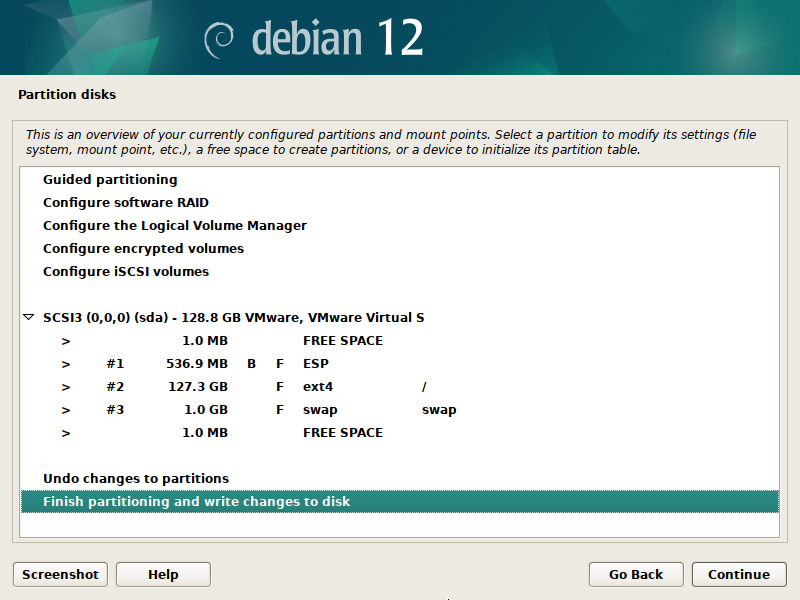 debian 12
Partition disks
This is an overview of your currently configured partitions and mount points. Select a partition to modify its settings (file
system, mount point, etc.), a free space to create partitions, or a device to initialize its partition table.
Guided partitioning
Configure software RAID
Configure the Logical Volume Manager
Configure encrypted volumes
Configure iSCSI volumes
SCSI3 (0,0,0) (sda) - 128.8 GB VMware, VMware Virtual S
> 1.0 MB FREE SPACE
> #1 536.9 MB B F ESP
> #2 127.3 GB F ext4 /
> #3 1.0 GB F swap swap
> 1.0 MB FREE SPACE
Undo changes to partitions
Finish partitioning and write changes to disk
Screenshot Help Go Back Continue